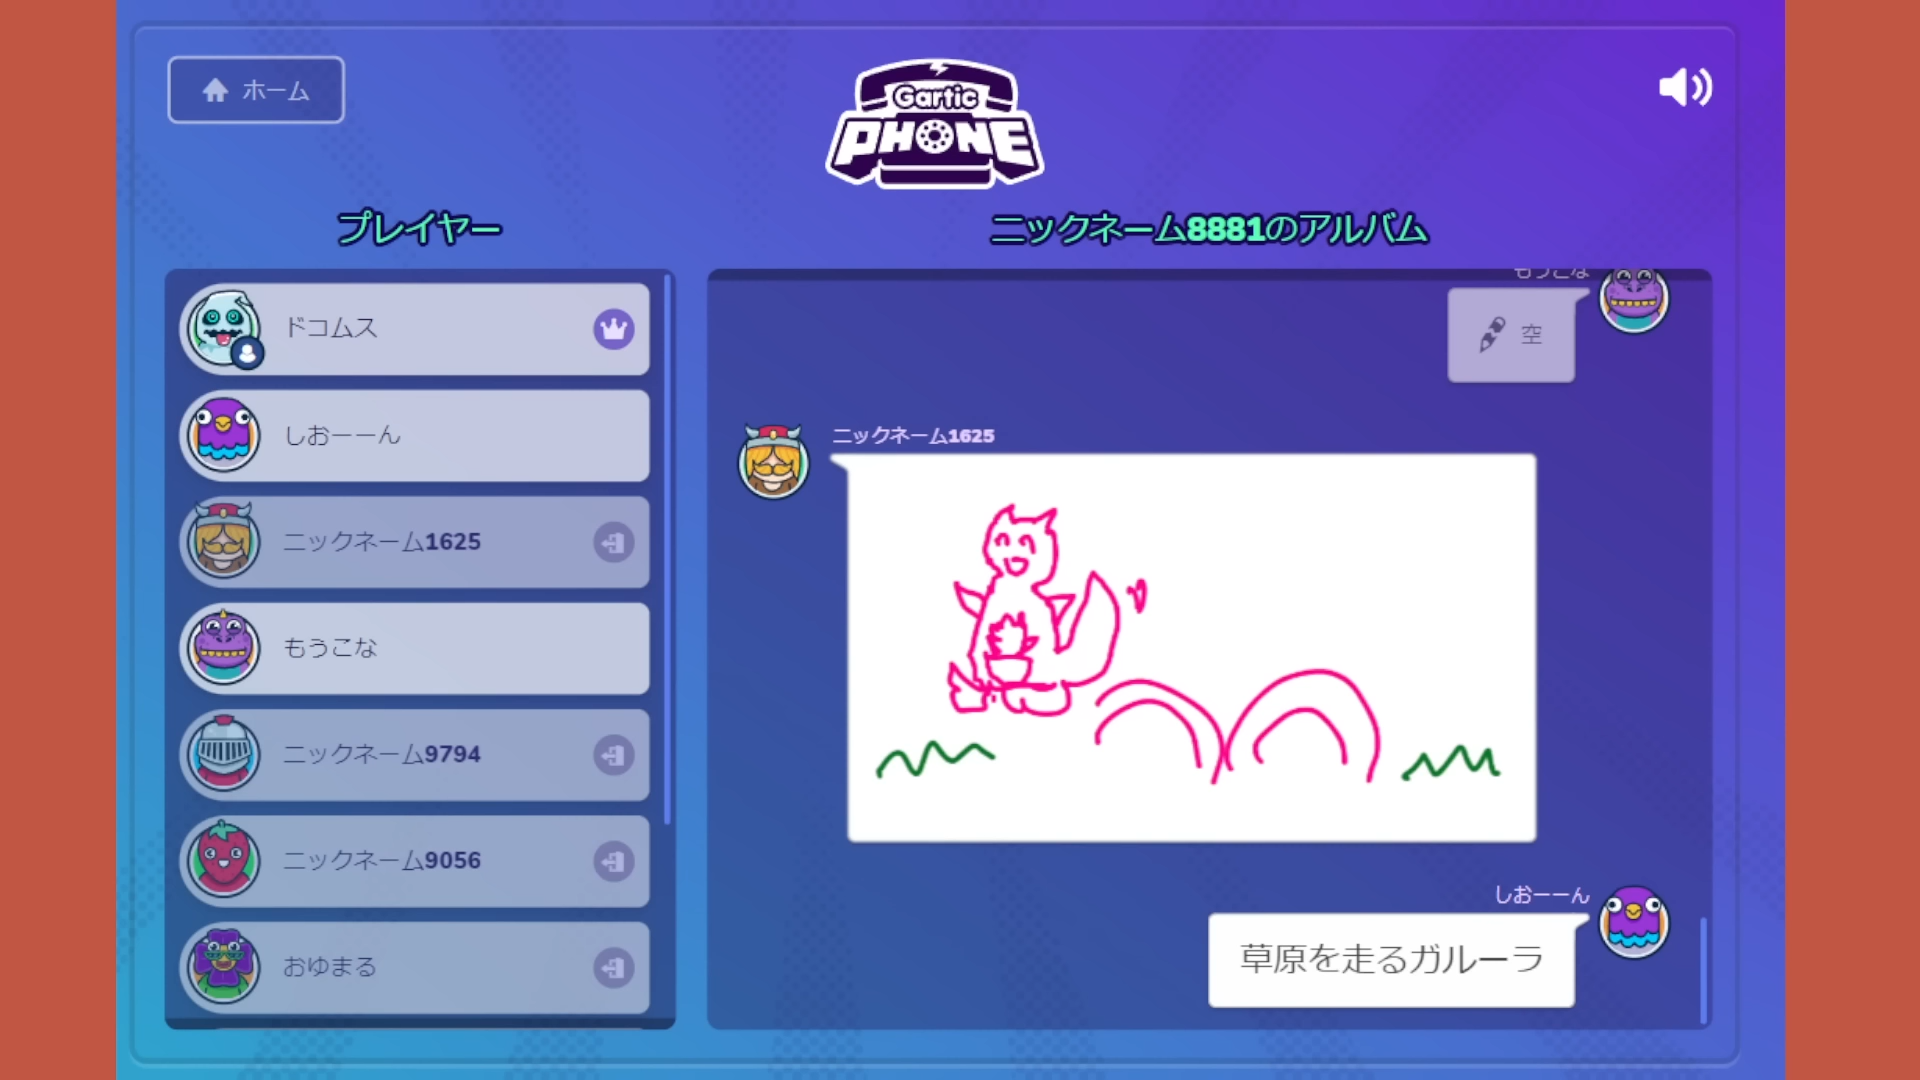 ホーム
Gartic
PHONE
プレイヤー
ドコムス
しおーーん
ニックネーム1625
もうこな
ニックネーム9794
ニックネーム9056
おゆまる
ニックネーム8881のアルバム
もうこな
空
ニックネーム1625
しおーーん
草原を走るガルーラ